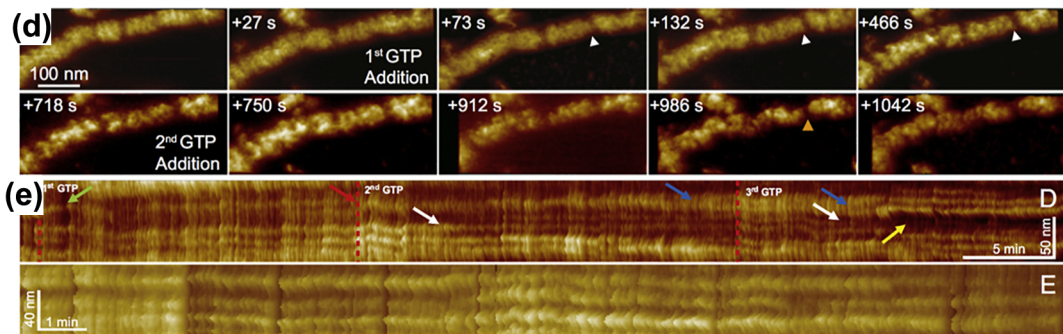 (d)
+27 s
+73 s
+132 s
+466 s
100 nm
1st GTP
Addition
+718 s
+750 s
+912 s
+986 s
+1042 s
2nd GTP
Addition
(e)
1st GTP
2nd GTP
3rd GTP
D
5 min
50 nm
E
40 nm
1 min